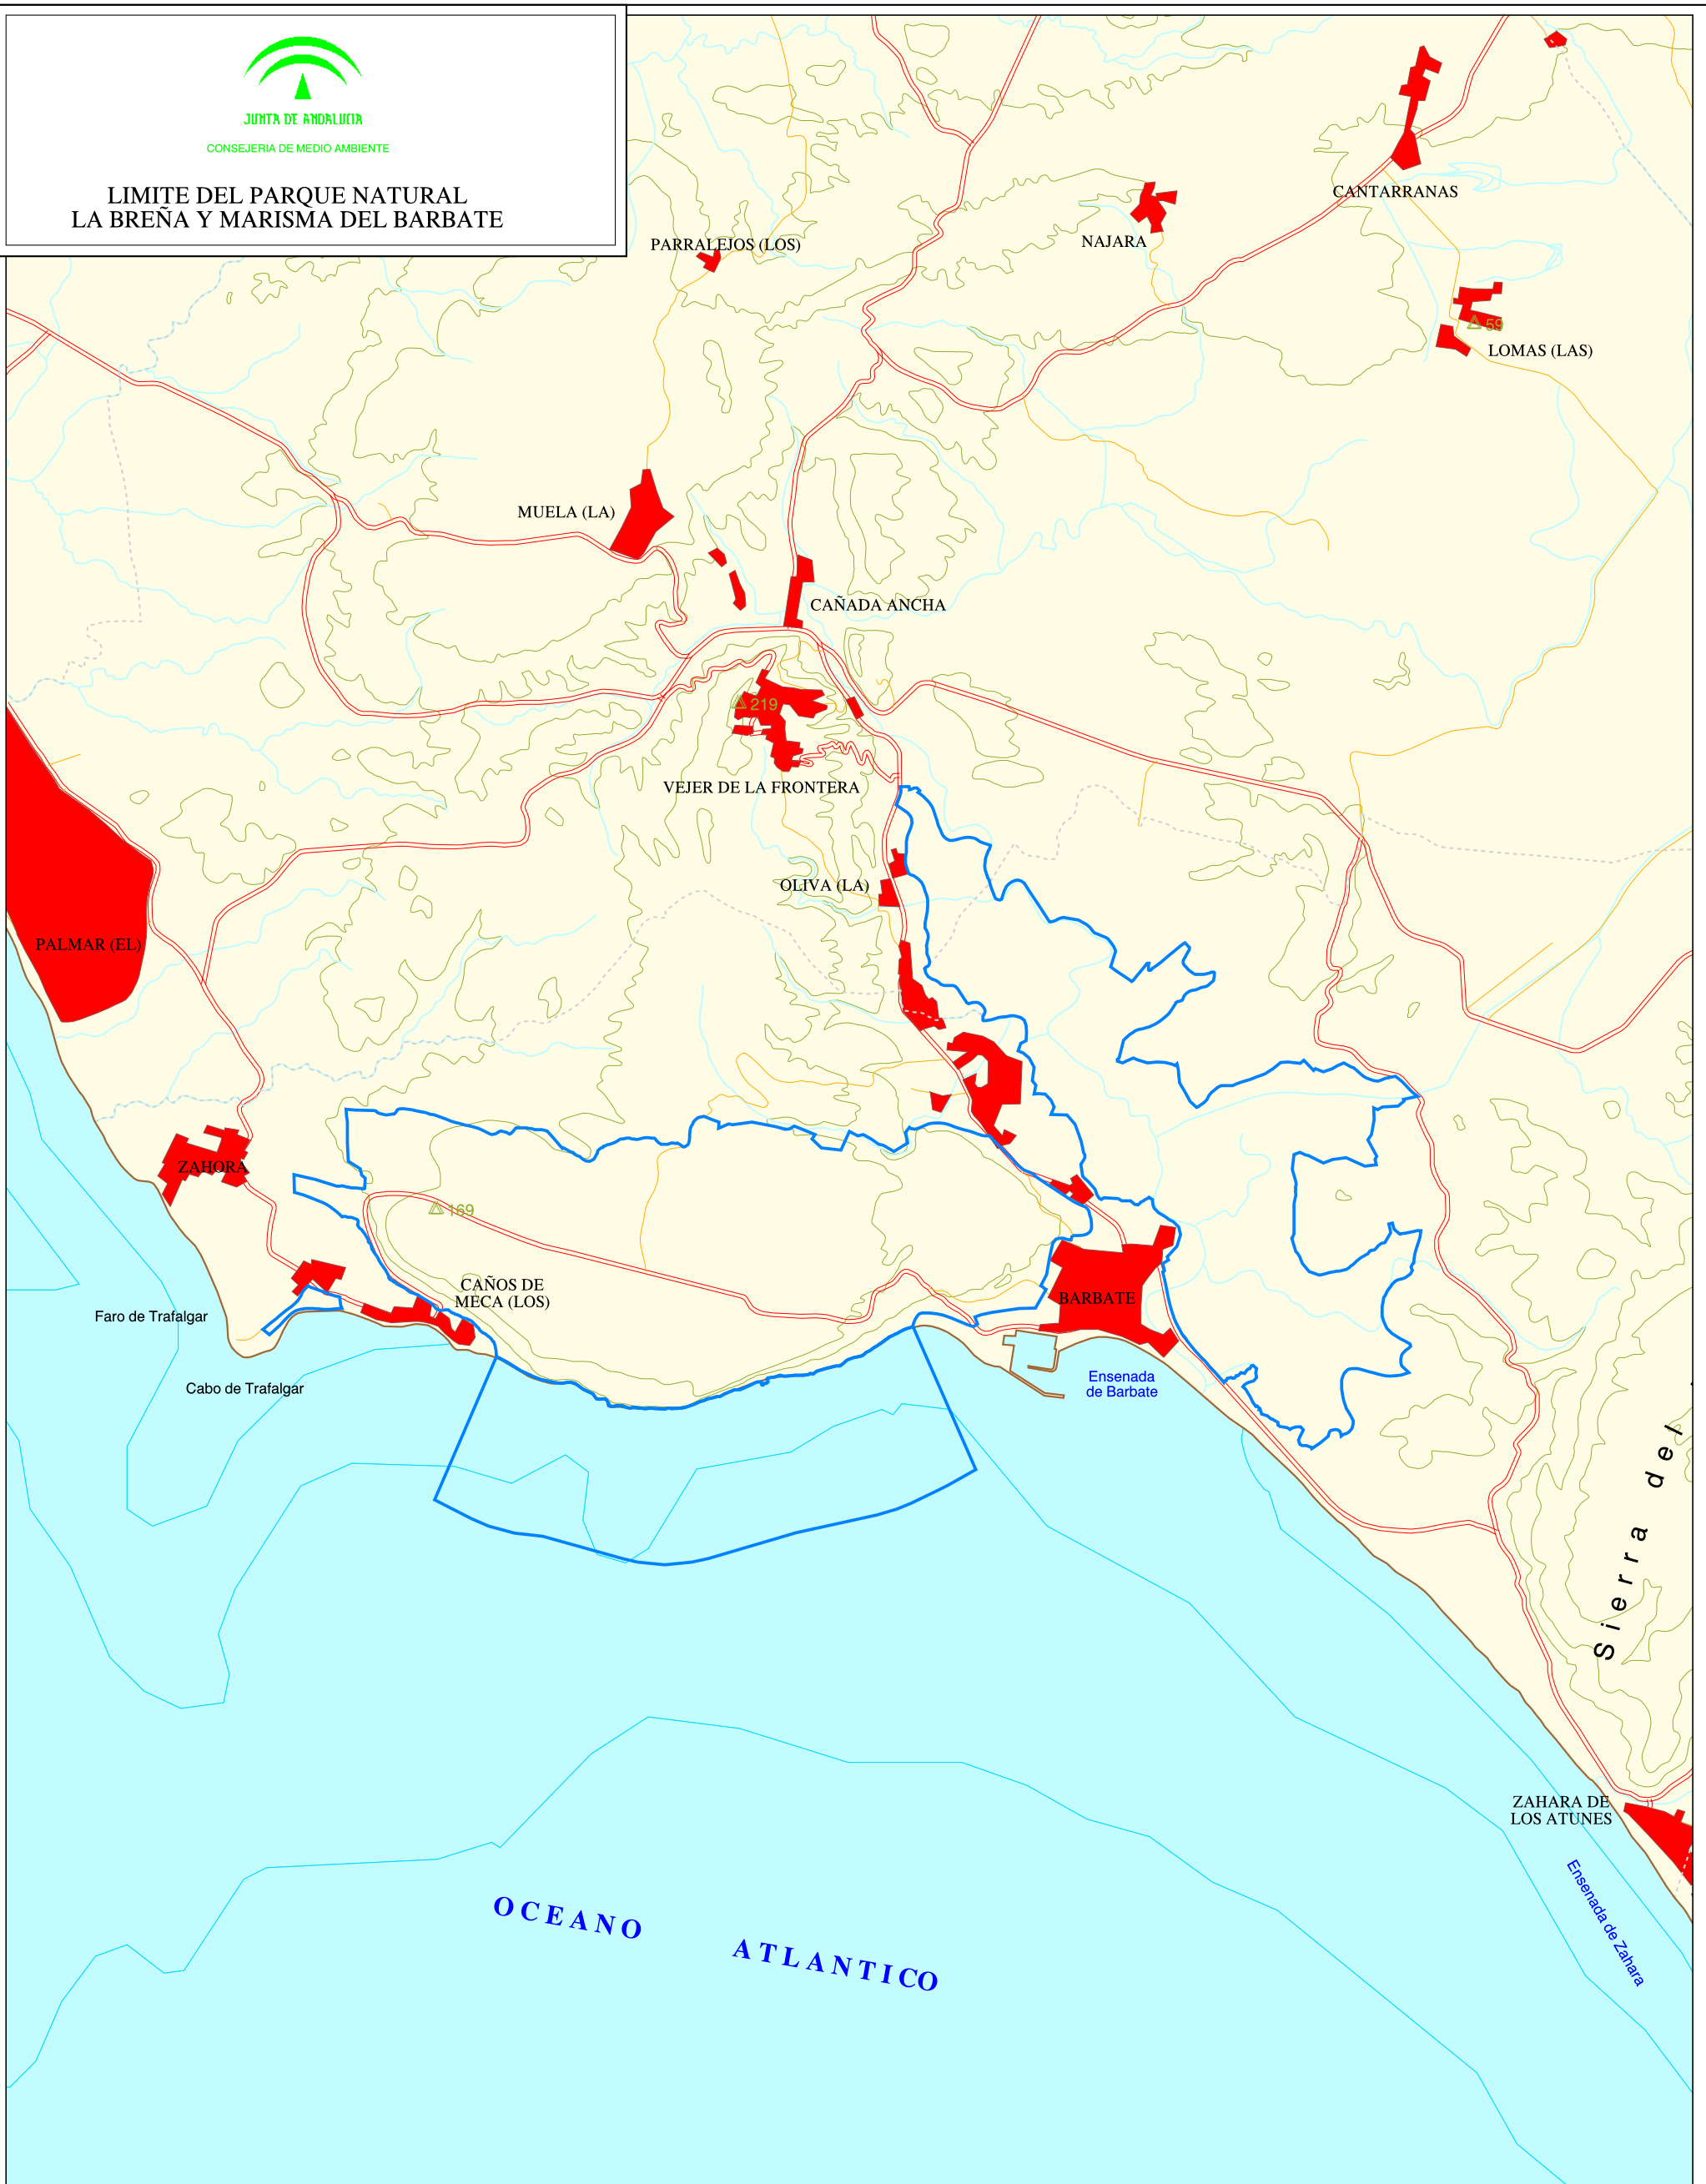 JUNTA DE ANDALUCIA
CONSEJERIA DE MEDIO AMBIENTE
LIMITE DEL PARQUE NATURAL
LA BREÑA Y MARISMA DEL BARBATE
CANTARRANAS
PARRALEJOS (LOS)
NAJARA
59
LOMAS (LAS)
MUELA (LA)
CAÑADA ANCHA
219
VEJER DE LA FRONTERA
OLIVA (LA)
PALMAR (EL)
ZAHORA
169
CAÑOS DE
MECA (LOS)
BARBATE
Faro de Trafalgar
Cabo de Trafalgar
Ensenada
de Barbate
Sierra del
ZAHARA DE
LOS ATUNES
Ensenada de Zahara
OCEANO
ATLANTICO